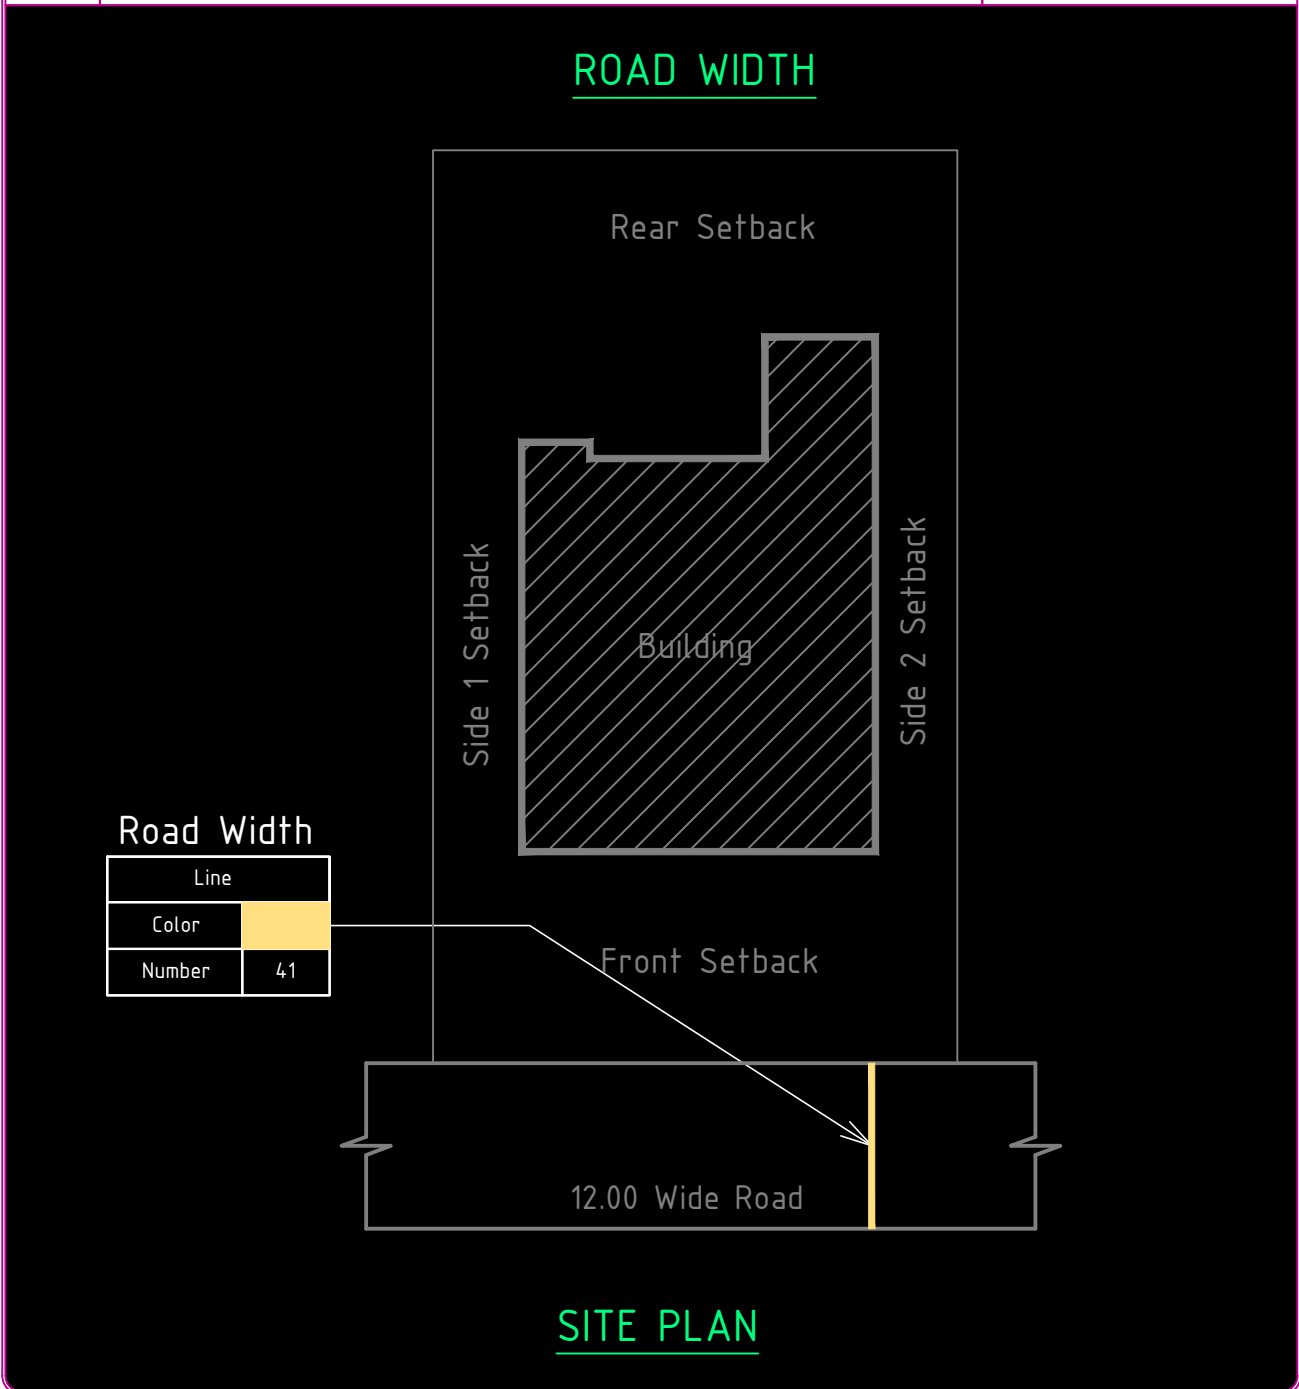 ROAD WIDTH
Rear Setback
Side 1 Setback
Side 2 Setback
Building
Road Width
Line
Color
Number 41
Front Setback
12.00 Wide Road
SITE PLAN